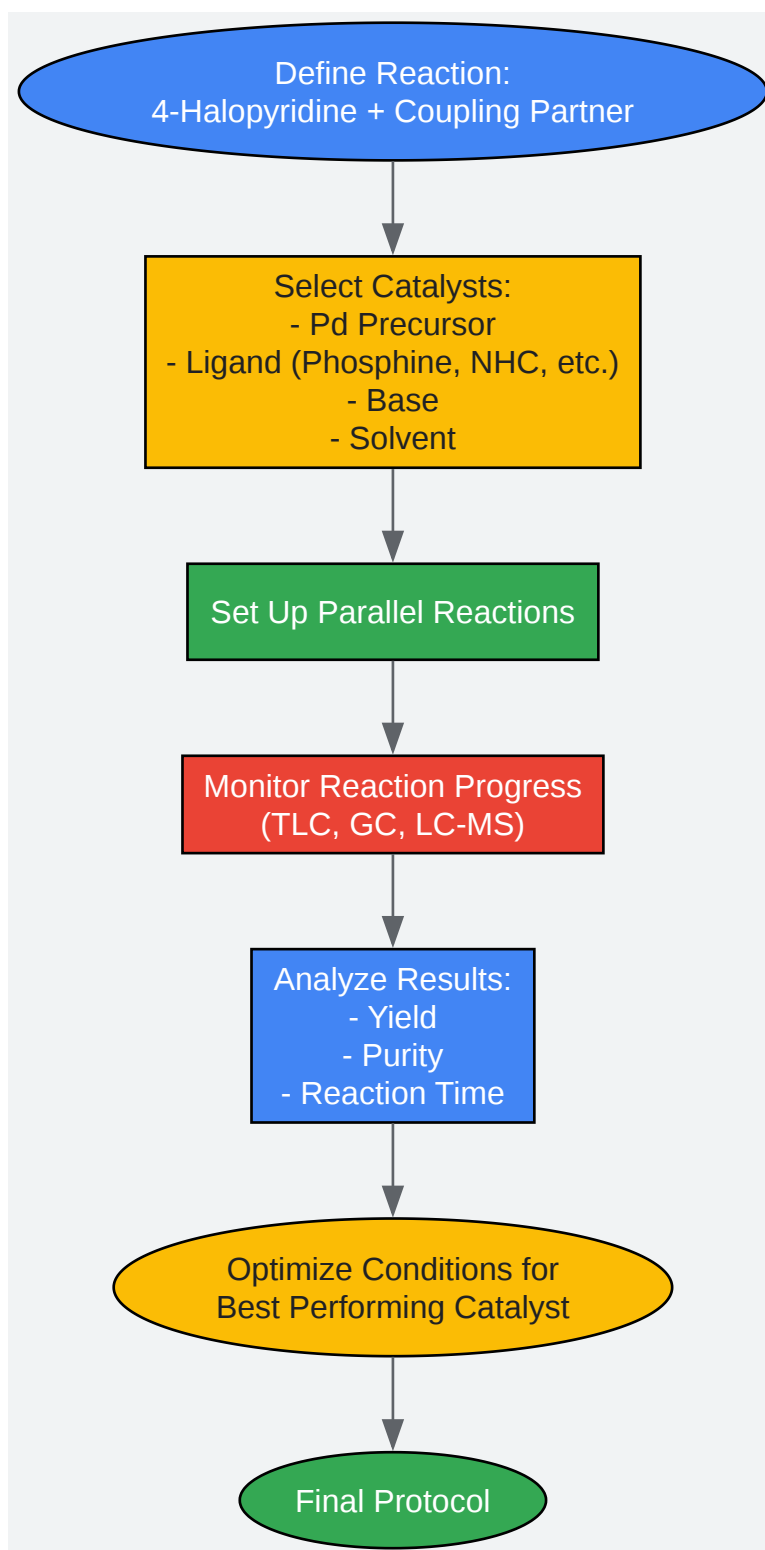 Define Reaction:
4-Halopyridine + Coupling Partner
Select Catalysts:
- Pd Precursor
- Ligand (Phosphine, NHC, etc.)
- Base
- Solvent
Set Up Parallel Reactions
Monitor Reaction Progress
(TLC, GC, LC-MS)
Analyze Results:
- Yield
- Purity
- Reaction Time
Optimize Conditions for
Best Performing Catalyst
Final Protocol